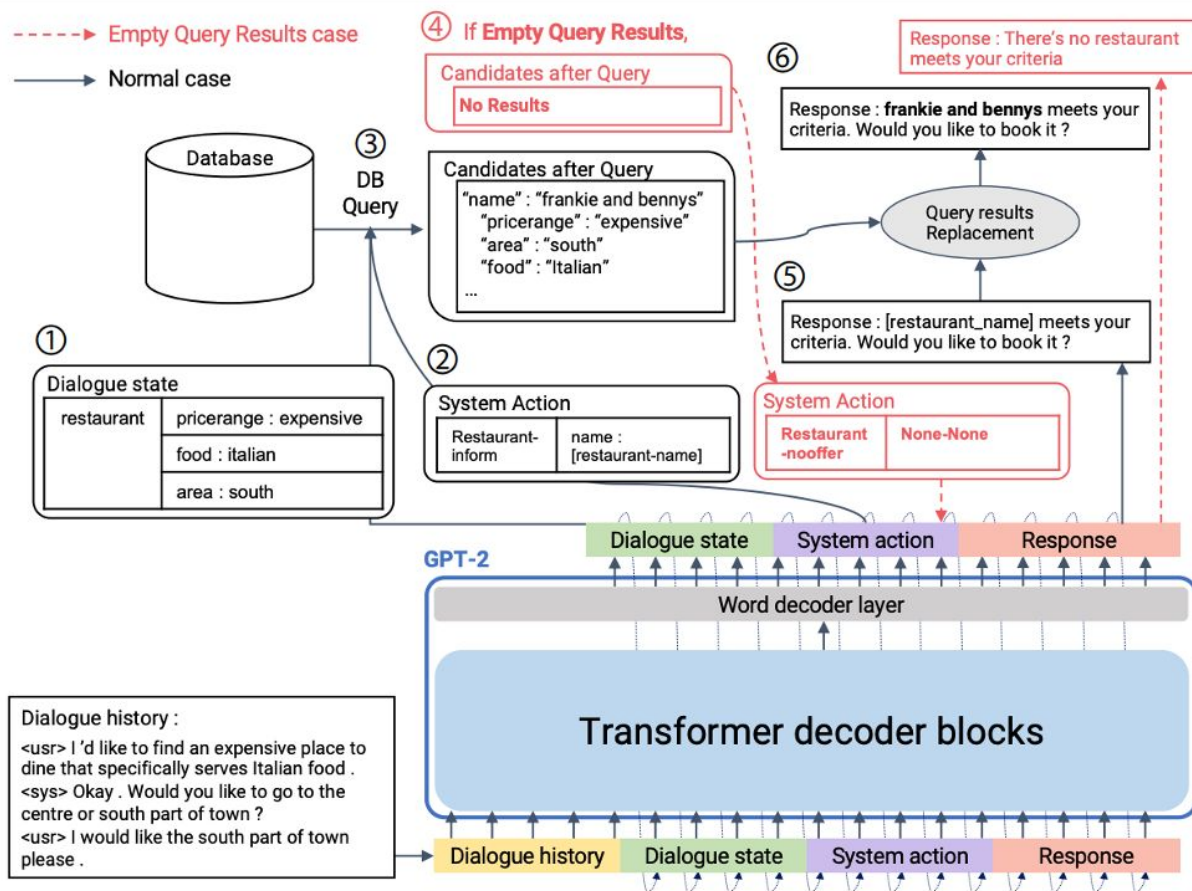 Empty Query Results case
Normal case
④ If Empty Query Results,
Candidates after Query
No Results
Response : There's no restaurant
meets your criteria
⑥
Response : frankie and bennys meets your
criteria. Would you like to book it ?
Database
③
DB
Query
Candidates after Query
“name” : “frankie and bennys”
“pricerange” : “expensive”
“area” : “south”
“food” : “Italian”
...
Query results
Replacement
⑤
Response : [restaurant_name] meets your
criteria. Would you like to book it ?
①
Dialogue state
restaurant
pricerange : expensive
food : italian
area : south
②
System Action
Restaurant-
inform
name :
[restaurant-name]
System Action
Restaurant
-nooffer
None-None
Dialogue state
System action
Response
GPT-2
Word decoder layer
Transformer decoder blocks
Dialogue history :
<usr> I 'd like to find an expensive place to
dine that specifically serves Italian food .
<sys> Okay . Would you like to go to the
centre or south part of town ?
<usr> I would like the south part of town
please .
Dialogue history
Dialogue state
System action
Response